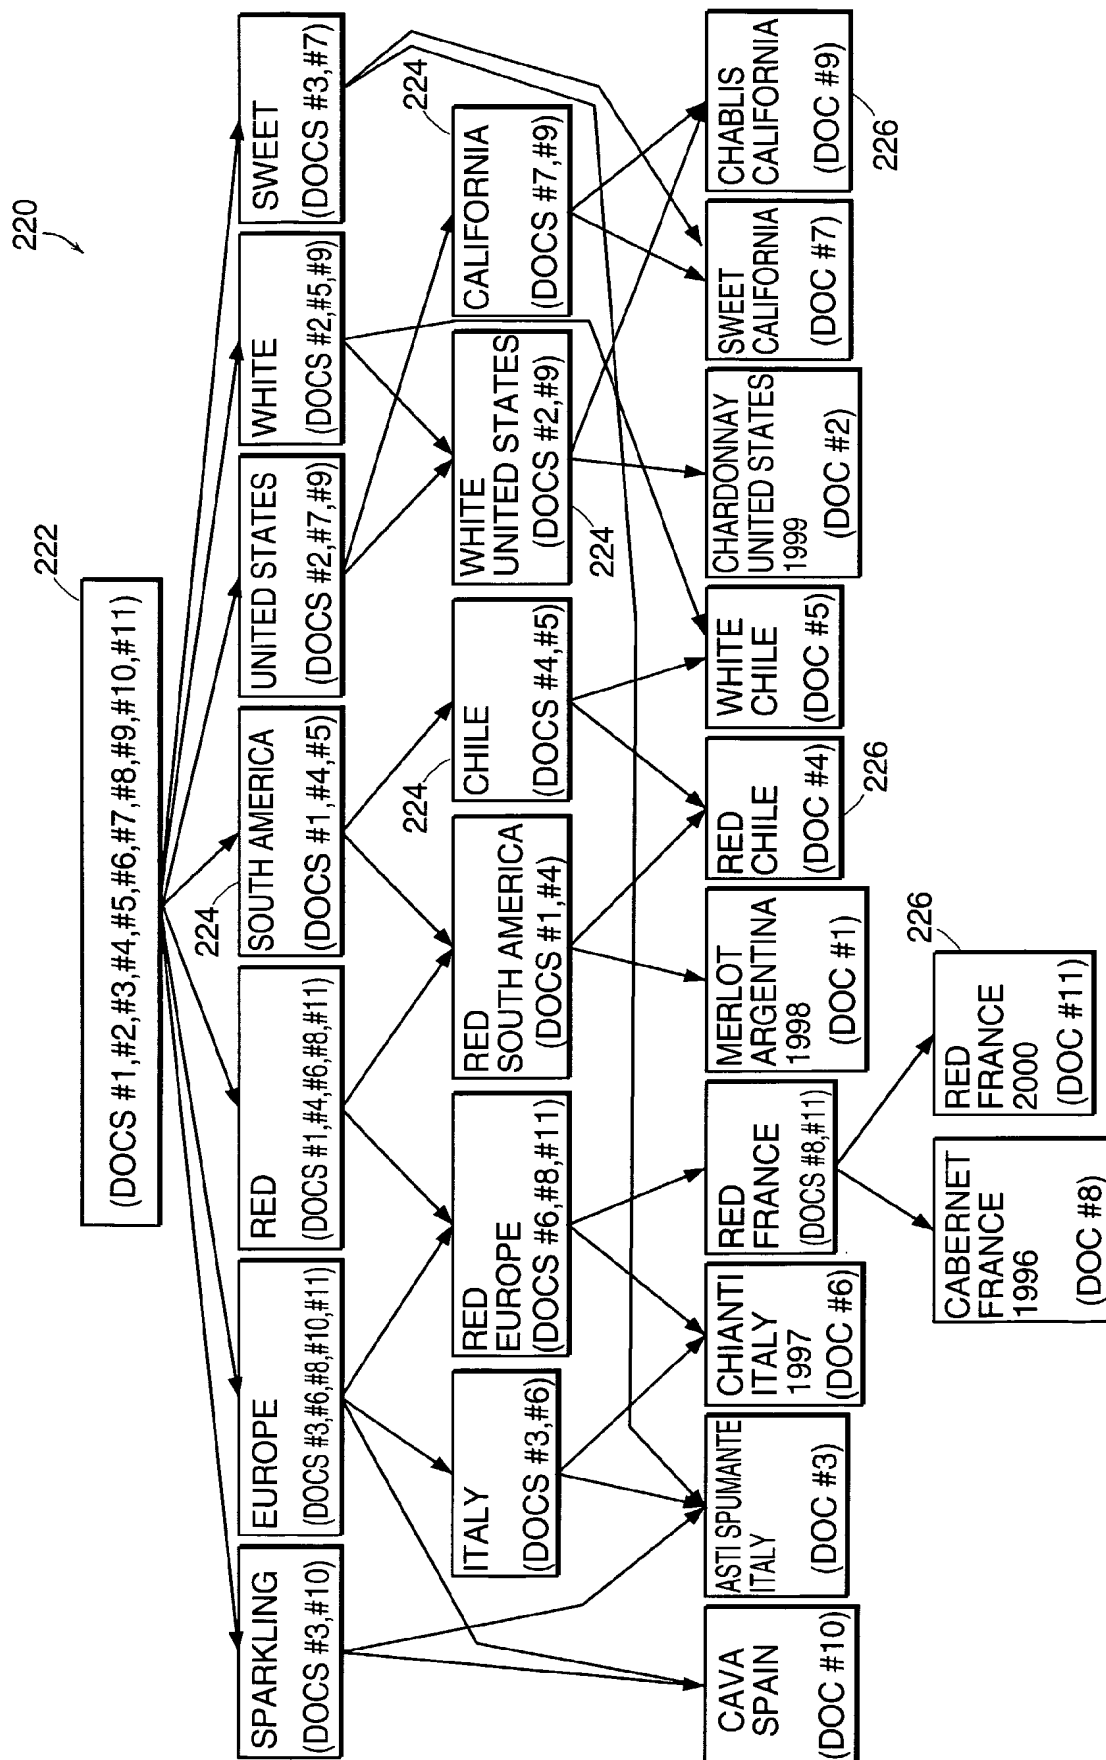 220
222
(DOCS #1,#2,#3,#4,#5,#6,#7,#8,#9,#10,#11)
SPARKLING
(DOCS #3,#10)
EUROPE
(DOCS #3,#6,#8,#10,#11)
RED
(DOCS #1,#4,#6,#8,#11)
224
SOUTH AMERICA
(DOCS #1,#4,#5)
UNITED STATES
(DOCS #2,#7,#9)
WHITE
(DOCS #2,#5,#9)
SWEET
(DOCS #3,#7)
ITALY
(DOCS #3,#6)
RED
EUROPE
(DOCS #6,#8,#11)
RED
SOUTH AMERICA
(DOCS #1,#4)
224
CHILE
(DOCS #4,#5)
WHITE
UNITED STATES
(DOCS #2,#9)
224
224
CALIFORNIA
(DOCS #7,#9)
CAVA
SPAIN
(DOC #10)
ASTI SPUMANTE
ITALY
(DOC #3)
CHIANTI
ITALY
1997
(DOC #6)
RED
FRANCE
(DOCS #8,#11)
MERLOT
ARGENTINA
1998
(DOC #1)
RED
CHILE
(DOC #4)
226
WHITE
CHILE
(DOC #5)
CHARDONNAY
UNITED STATES
1999
(DOC #2)
SWEET
CALIFORNIA
(DOC #7)
CHABLIS
CALIFORNIA
(DOC #9)
226
CABERNET
FRANCE
1996
(DOC #8)
226
RED
FRANCE
2000
(DOC #11)